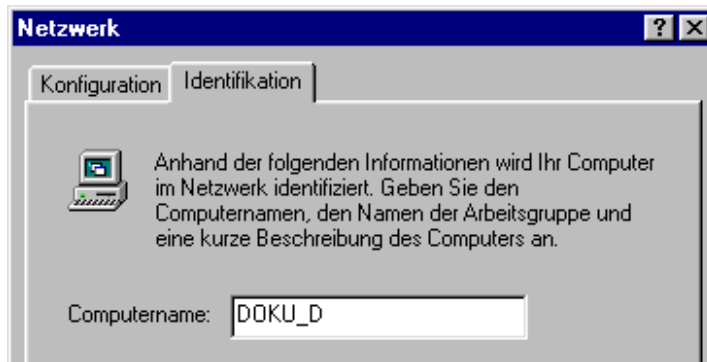 Netzwerk
Konfiguration Identifikation
Anhand der folgenden Informationen wird Ihr Computer
im Netzwerk identifiziert. Geben Sie den
Computernamen, den Namen der Arbeitsgruppe und
eine kurze Beschreibung des Computers an.
Computername: DOKU_D